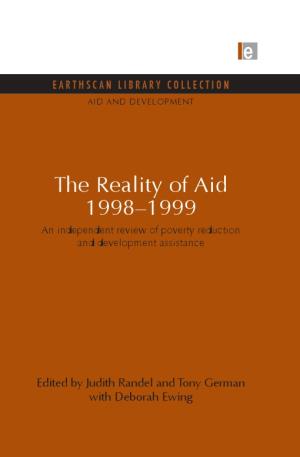 e
EARTHSCAN LIBRARY COLLECTION
AID AND DEVELOPMENT
The Reality of Aid
1998–1999
An independent review of poverty reduction
and development assistance
Edited by Judith Randel and Tony German
with Deborah Ewing